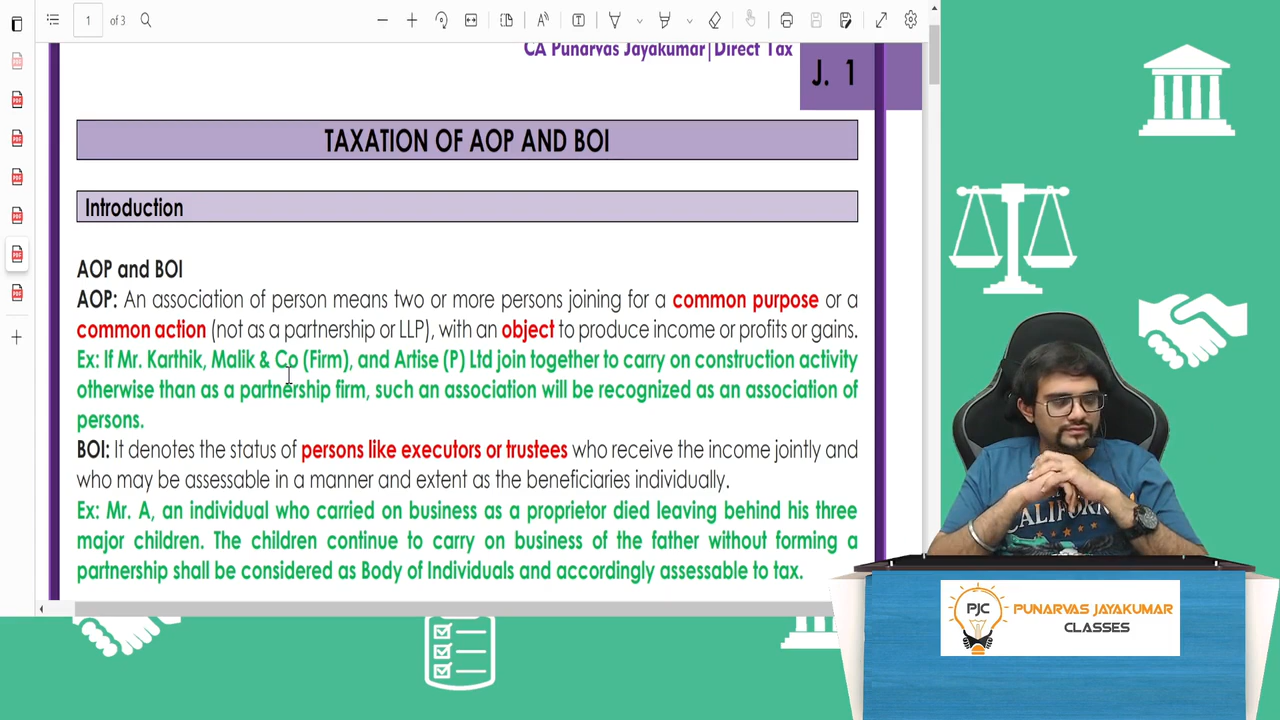 1 of 3
CA Punarvas Jayakumar|Direct Tax
J. 1
TAXATION OF AOP AND BOI
Introduction
AOP and BOI
AOP: An association of person means two or more persons joining for a common purpose or a
common action (not as a partnership or LLP), with an object to produce income or profits or gains.
Ex: If Mr. Karthik, Malik & Co (Firm), and Artise (P) Ltd join together to carry on construction activity
otherwise than as a partnership firm, such an association will be recognized as an association of
persons.
BOI: It denotes the status of persons like executors or trustees who receive the income jointly and
who may be assessable in a manner and extent as the beneficiaries individually.
Ex: Mr. A, an individual who carried on business as a proprietor died leaving behind his three
major children. The children continue to carry on business of the father without forming a
partnership shall be considered as Body of Individuals and accordingly assessable to tax.
CALIFORNIA
PJC
PUNARVAS JAYAKUMAR
CLASSES